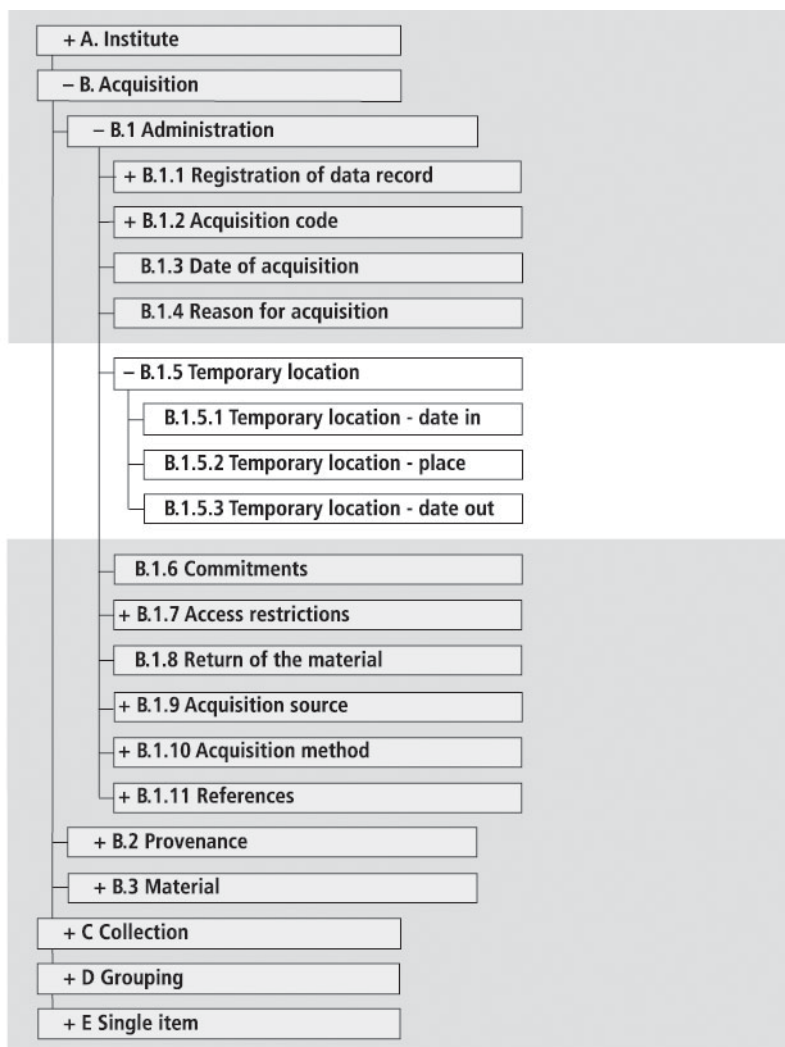 + A. Institute
– B. Acquisition
– B.1 Administration
+ B.1.1 Registration of data record
+ B.1.2 Acquisition code
B.1.3 Date of acquisition
B.1.4 Reason for acquisition
– B.1.5 Temporary location
B.1.5.1 Temporary location - date in
B.1.5.2 Temporary location - place
B.1.5.3 Temporary location - date out
B.1.6 Commitments
+ B.1.7 Access restrictions
B.1.8 Return of the material
+ B.1.9 Acquisition source
+ B.1.10 Acquisition method
+ B.1.11 References
+ B.2 Provenance
+ B.3 Material
+ C Collection
+ D Grouping
+ E Single item